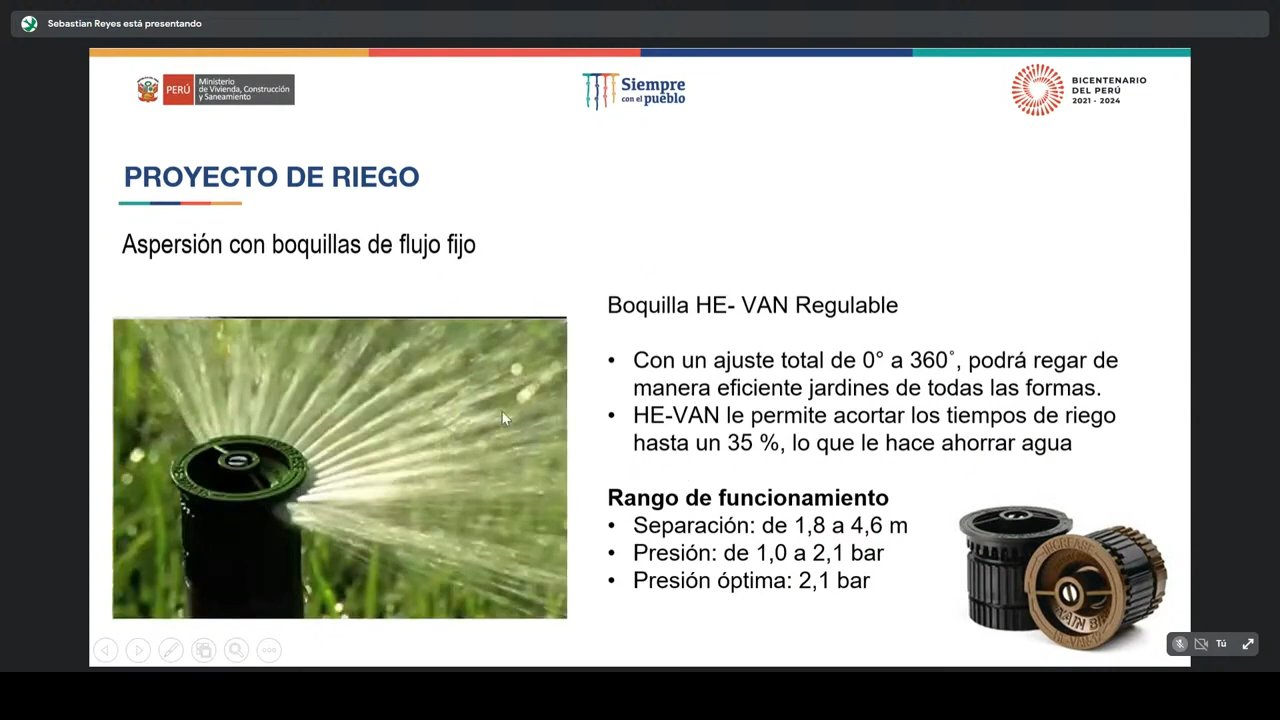 Sebastian Reyes está presentando
PERÚ
Ministerio
de Vivienda, Construcción
y Saneamiento
Siempre
con el pueblo
BICENTENARIO
DEL PERÚ
2021 - 2024
PROYECTO DE RIEGO
Aspersión con boquillas de flujo fijo
Boquilla HE- VAN Regulable
• Con un ajuste total de 0° a 360°, podrá regar de
manera eficiente jardines de todas las formas.
• HE-VAN le permite acortar los tiempos de riego
hasta un 35 %, lo que le hace ahorrar agua
Rango de funcionamiento
• Separación: de 1,8 a 4,6 m
• Presión: de 1,0 a 2,1 bar
• Presión óptima: 2,1 bar
INCREASE
RAIN BIRD
Tú